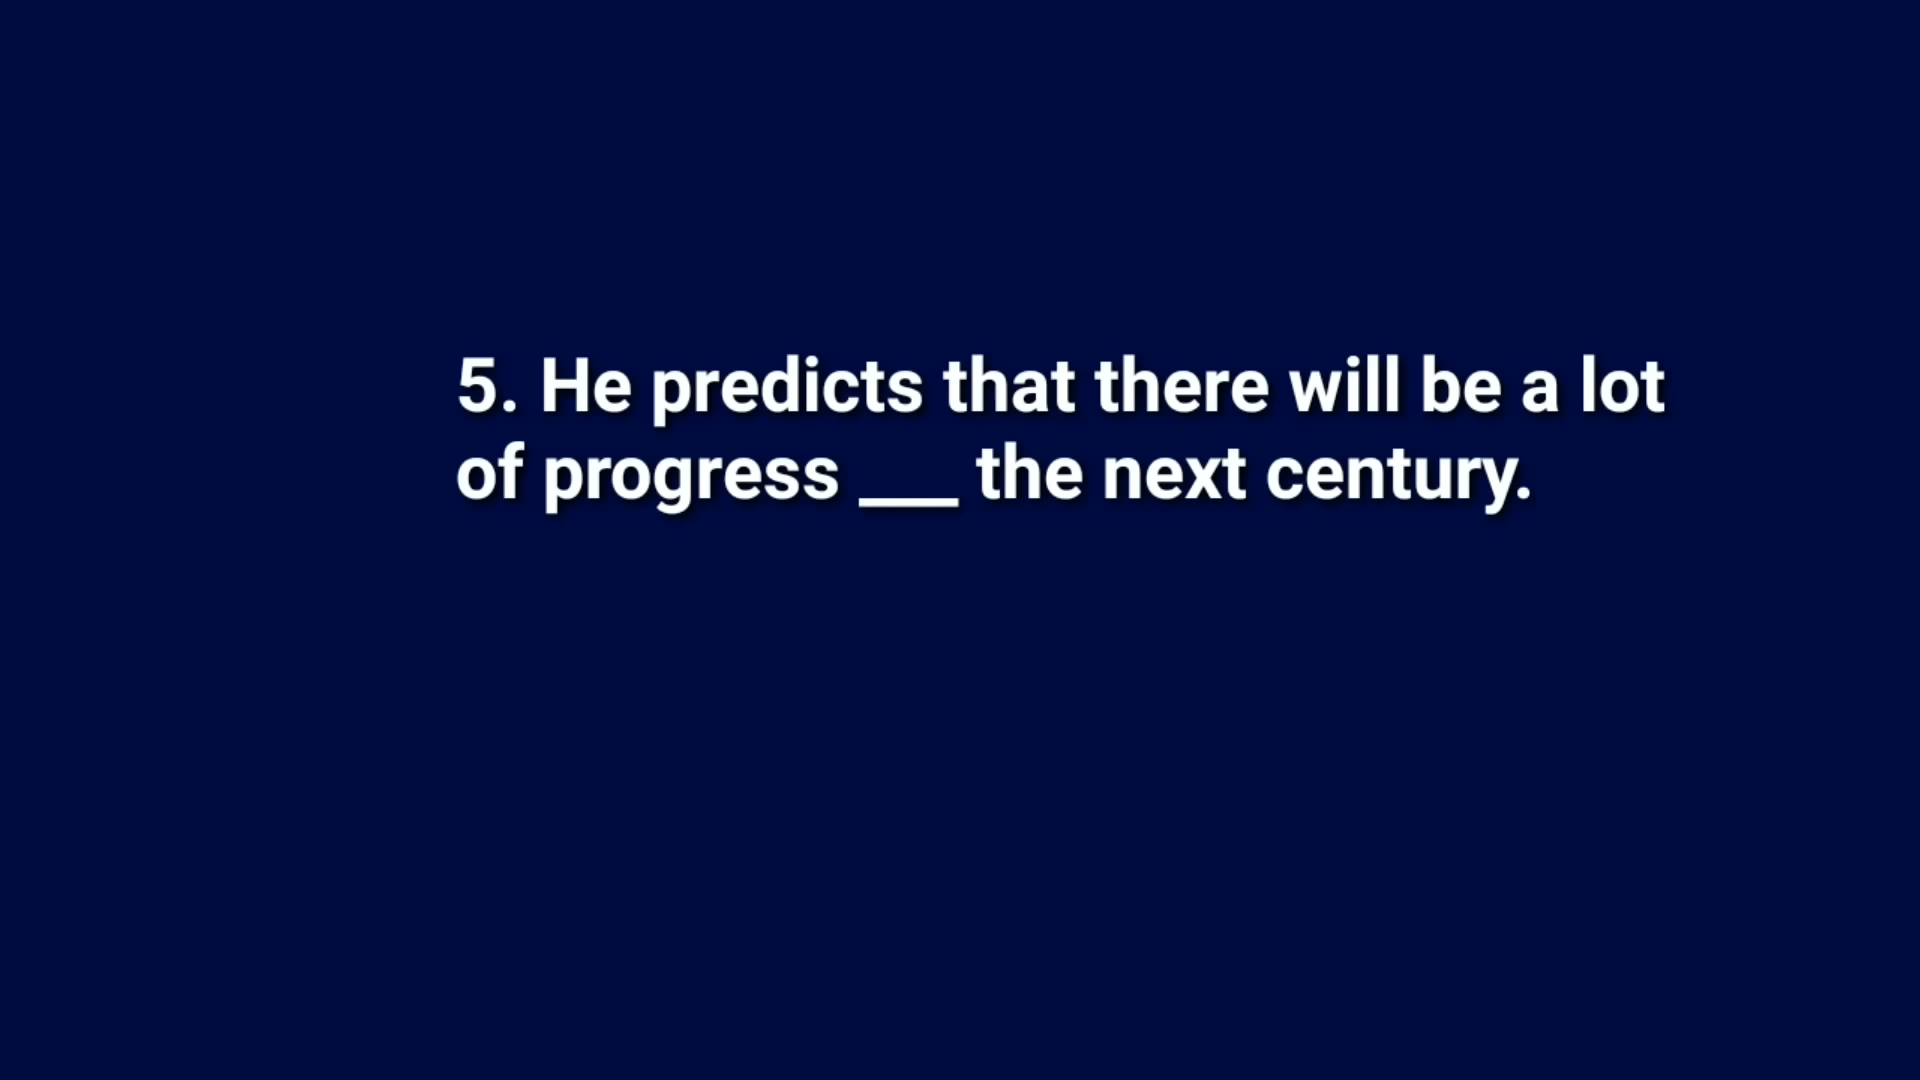 5. He predicts that there will be a lot
of progress ___ the next century.